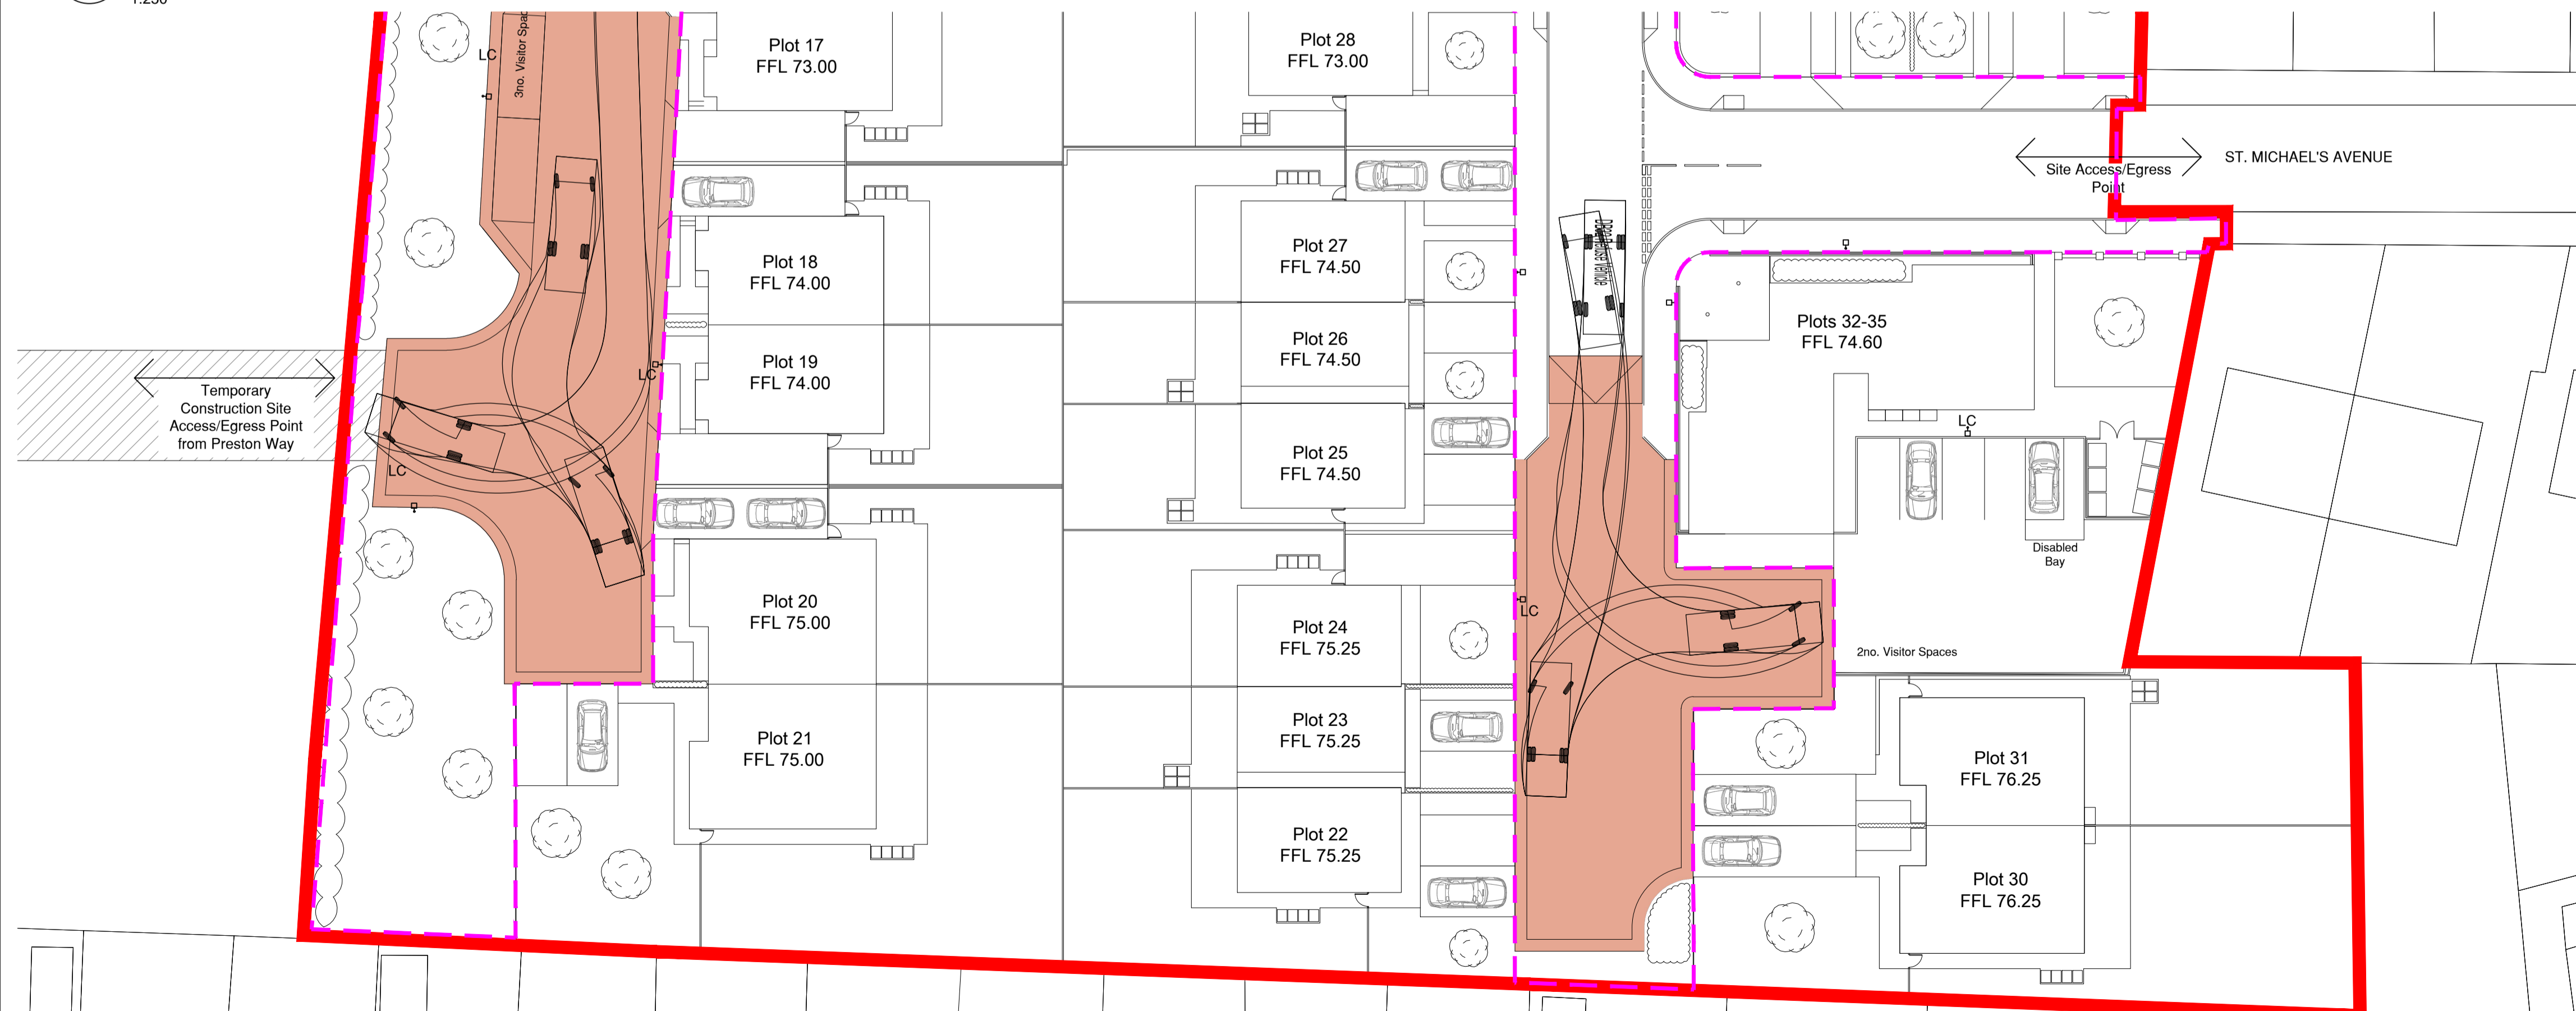 3no. Visitor Spac
LC
Plot 17
FFL 73.00
Plot 28
FFL 73.00
ST. MICHAEL'S AVENUE
Site Access/Egress
Point
Plot 18
FFL 74.00
Plot 27
FFL 74.50
Refuse Vehicle
Plots 32-35
FFL 74.60
Plot 19
FFL 74.00
LC
Plot 26
FFL 74.50
Temporary
Construction Site
Access/Egress Point
from Preston Way
LC
LC
Plot 25
FFL 74.50
Disabled
Bay
Plot 20
FFL 75.00
Plot 24
FFL 75.25
LC
2no. Visitor Spaces
Plot 21
FFL 75.00
Plot 23
FFL 75.25
Plot 31
FFL 76.25
Plot 22
FFL 75.25
Plot 30
FFL 76.25